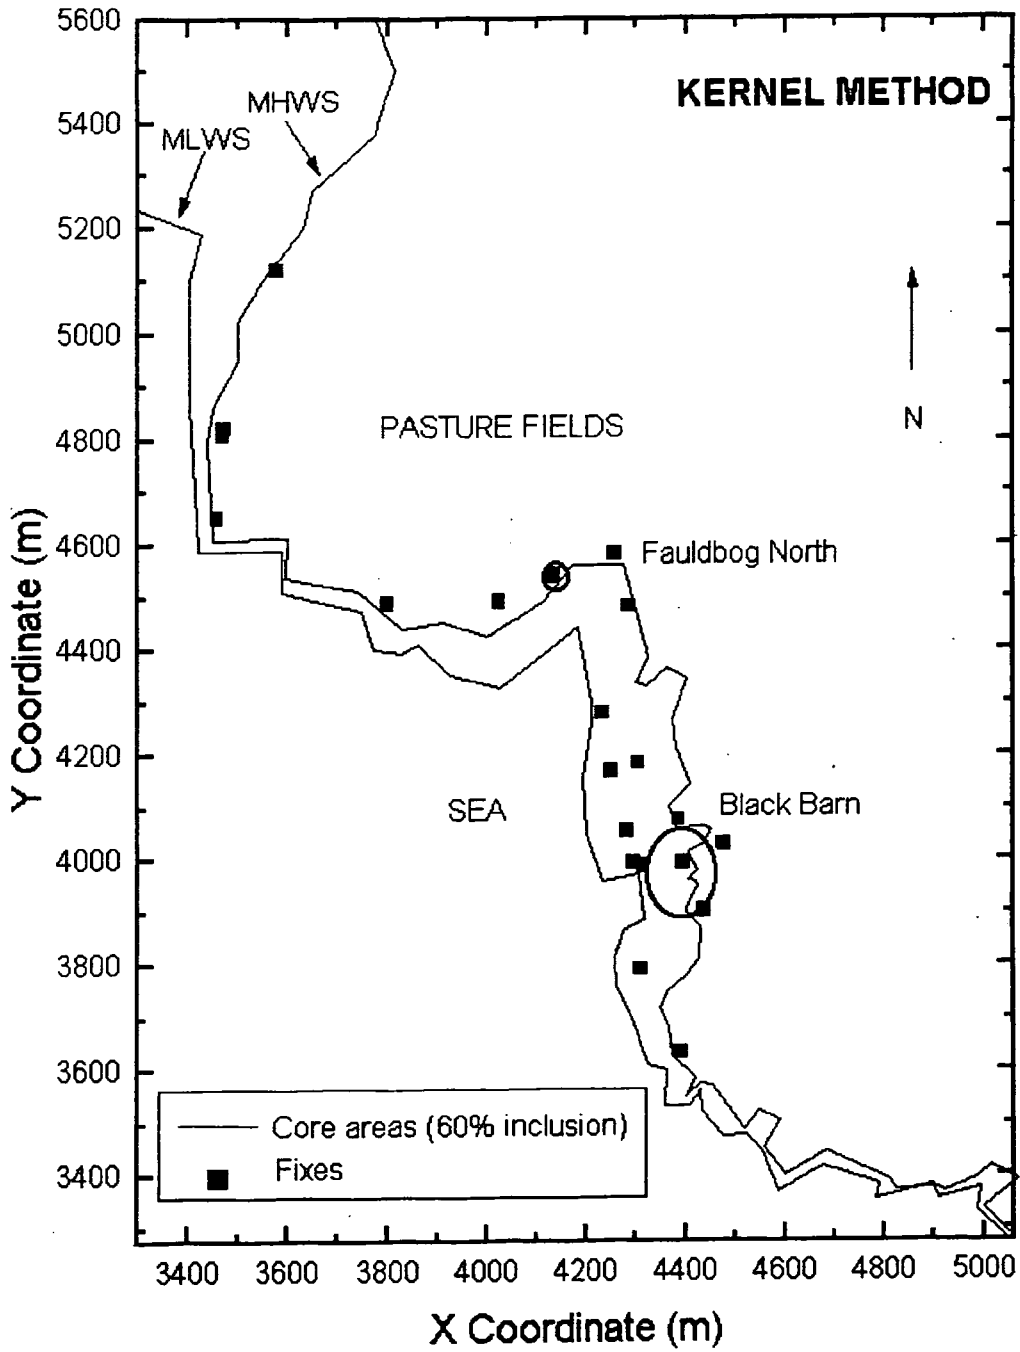 KERNEL METHOD
MHWS
MLWS
N
PASTURE FIELDS
Fauldbog North
Black Barn
SEA
Core areas (60% inclusion)
Fixes
5600
5400
5200
5000
4800
4600
4400
4200
4000
3800
3600
3400
Y Coordinate (m)
3400 3600 3800 4000 4200 4400 4600 4800 5000
X Coordinate (m)